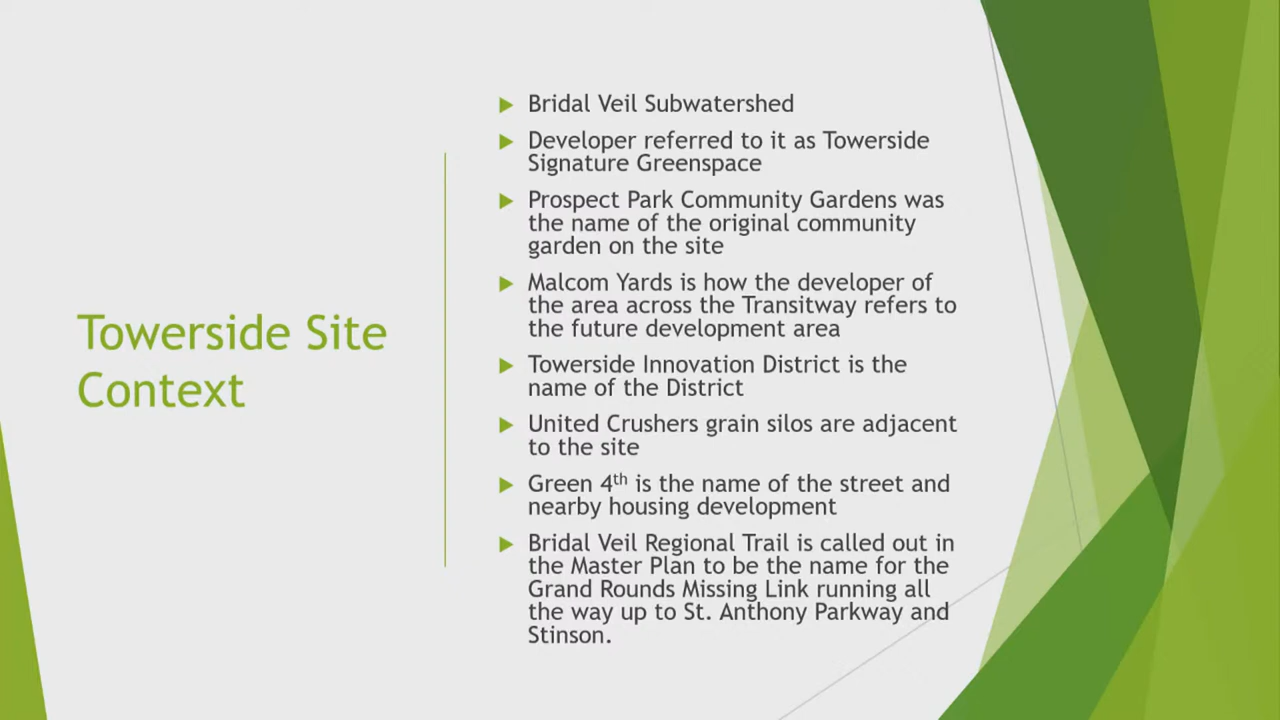 Towerside Site
Context
Bridal Veil Subwatershed
Developer referred to it as Towerside
Signature Greenspace
Prospect Park Community Gardens was
the name of the original community
garden on the site
Malcom Yards is how the developer of
the area across the Transitway refers to
the future development area
Towerside Innovation District is the
name of the District
United Crushers grain silos are adjacent
to the site
Green 4th is the name of the street and
nearby housing development
Bridal Veil Regional Trail is called out in
the Master Plan to be the name for the
Grand Rounds Missing Link running all
the way up to St. Anthony Parkway and
Stinson.